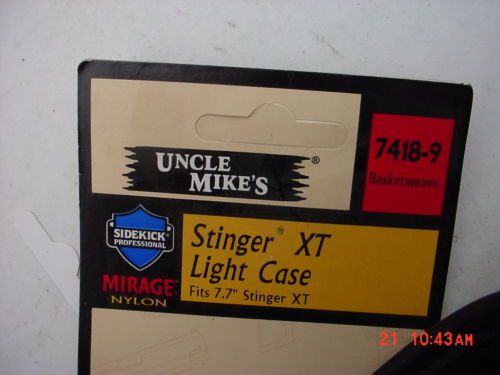 UNCLE
MIKE'S®
7418-9
Basketweave
SIDEKICK®
PROFESSIONAL
MIRAGE
NYLON
Stinger® XT
Light Case
Fits 7.7" Stinger XT
21 10:43AM